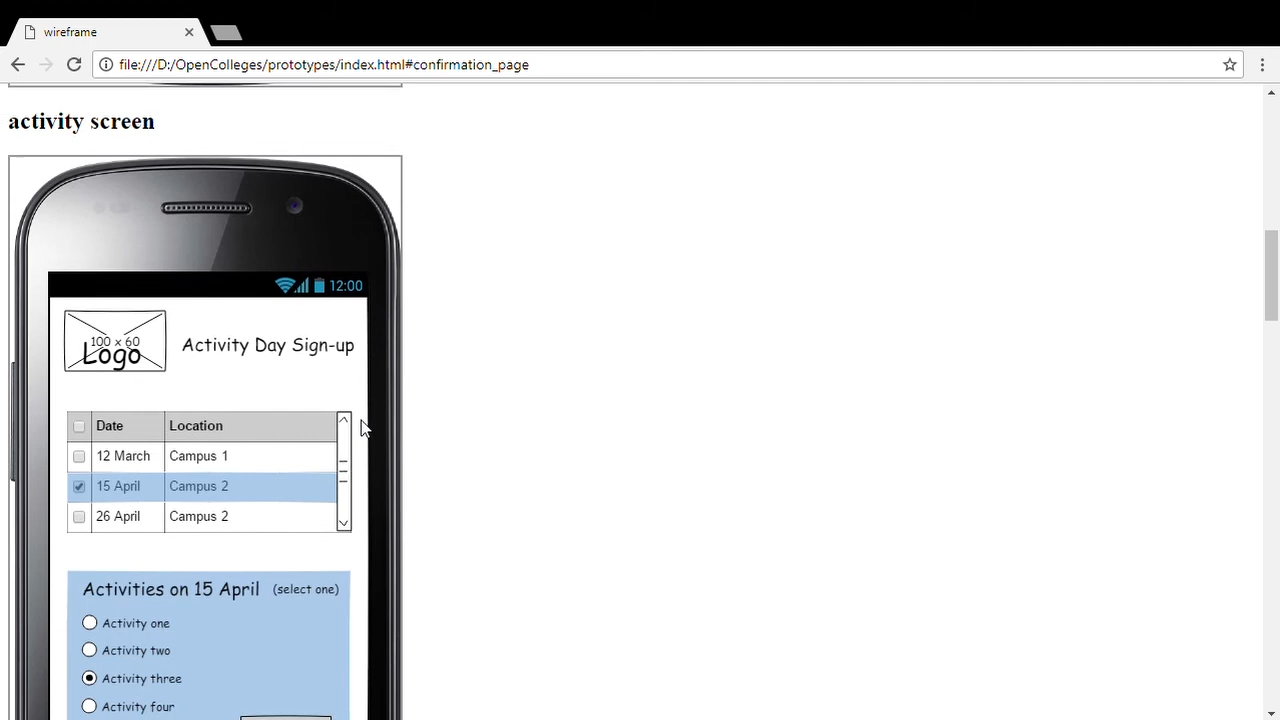 wireframe
file:///D:/OpenColleges/prototypes/index.html#confirmation_page
activity screen
12:00
100 x 60
Logo
Activity Day Sign-up
Date Location
12 March Campus 1
15 April Campus 2
26 April Campus 2
Activities on 15 April (select one)
Activity one
Activity two
Activity three
Activity four